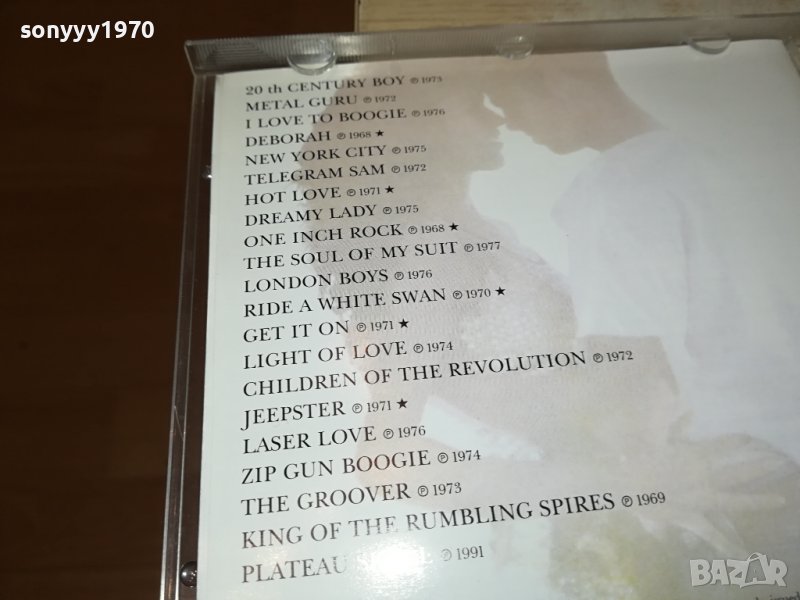 sonyyy1970
20 th CENTURY BOY ℗ 1973
METAL GURU ℗ 1972
I LOVE TO BOOGIE ℗ 1976
DEBORAH ℗ 1968 ★
NEW YORK CITY ℗ 1975
TELEGRAM SAM ℗ 1972
HOT LOVE ℗ 1971 ★
DREAMY LADY ℗ 1975
ONE INCH ROCK ℗ 1968 ★
THE SOUL OF MY SUIT ℗ 1977
LONDON BOYS ℗ 1976
RIDE A WHITE SWAN ℗ 1970 ★
GET IT ON ℗ 1971 ★
LIGHT OF LOVE ℗ 1974
CHILDREN OF THE REVOLUTION ℗ 1972
JEEPSTER ℗ 1971 ★
LASER LOVE ℗ 1976
ZIP GUN BOOGIE ℗ 1974
THE GROOVER ℗ 1973
KING OF THE RUMBLING SPIRES ℗ 1969
PLATEAU ℗ 1991
BAZAR
bg